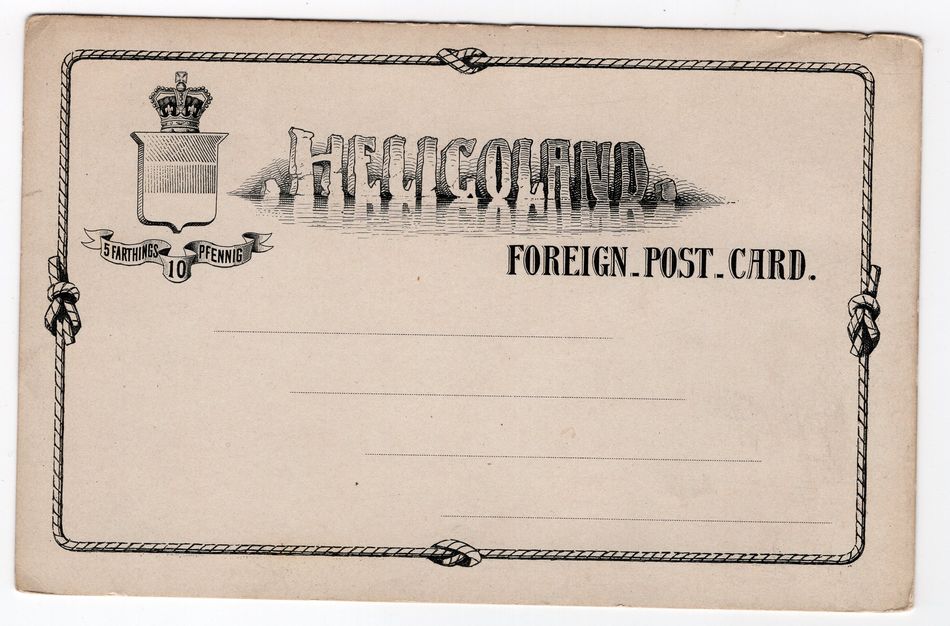 HELIGOLAND.
5 FARTHINGS 10 PFENNIG
FOREIGN-POST-CARD.